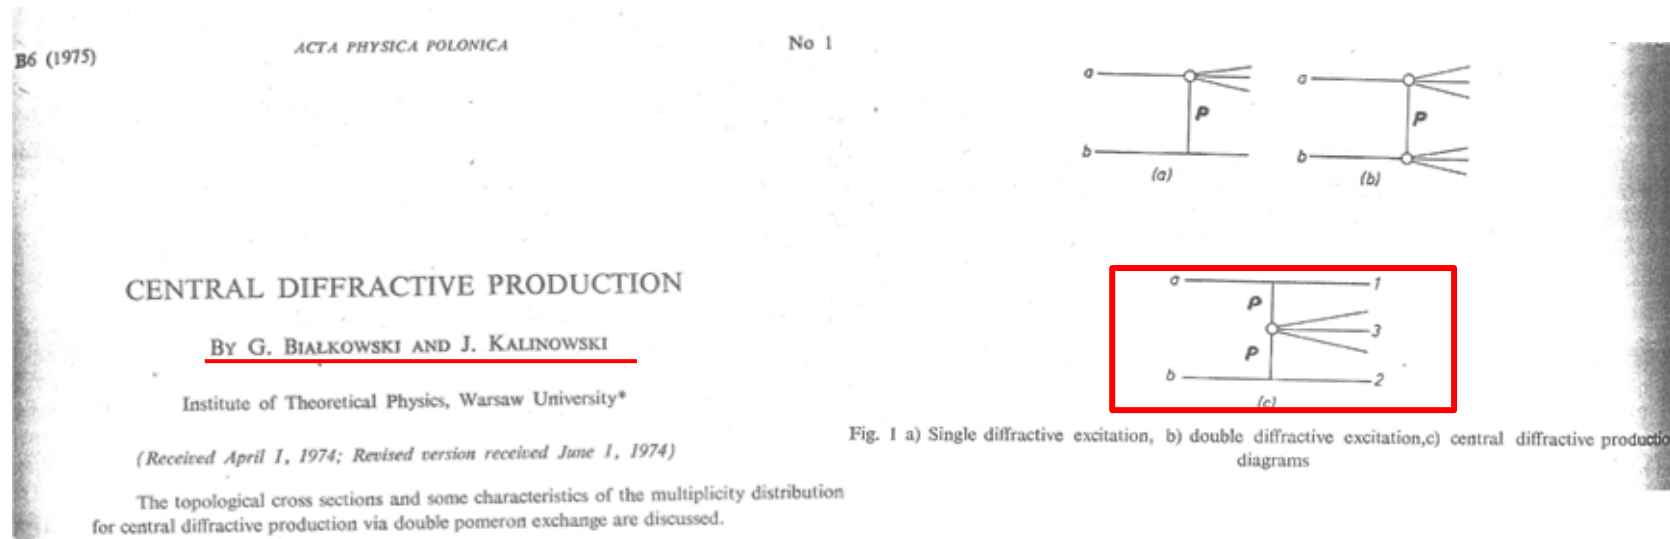 B6 (1975)
ACTA PHYSICA POLONICA
No 1
CENTRAL DIFFRACTIVE PRODUCTION
BY G. BIAŁKOWSKI AND J. KALINOWSKI
Institute of Theoretical Physics, Warsaw University*
(Received April 1, 1974; Revised version received June 1, 1974)
The topological cross sections and some characteristics of the multiplicity distribution
for central diffractive production via double pomeron exchange are discussed.
a
P
b
(a)
a
P
b
(b)
a
1
P
3
P
b
2
(c)
Fig. 1 a) Single diffractive excitation, b) double diffractive excitation,c) central diffractive productio
diagrams